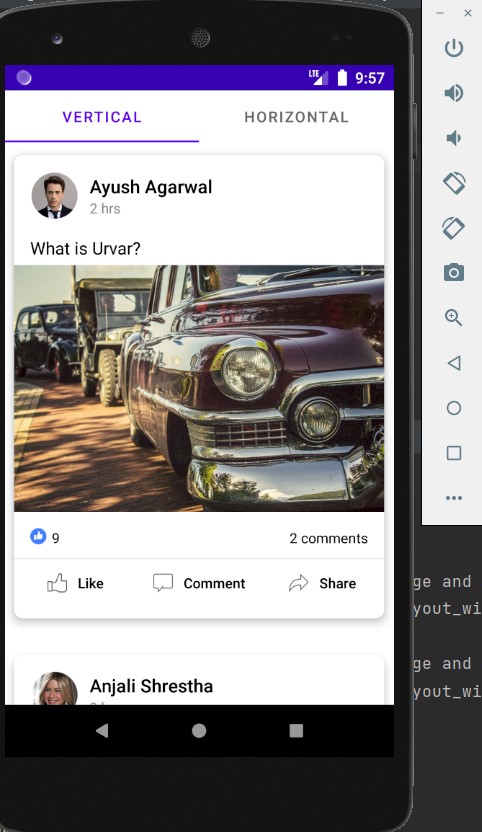 LTE 9:57
VERTICAL HORIZONTAL
Ayush Agarwal
2 hrs
What is Urvar?
9 2 comments
Like Comment Share
ge and
yout_wi
ge and
yout_wi
Anjali Shrestha